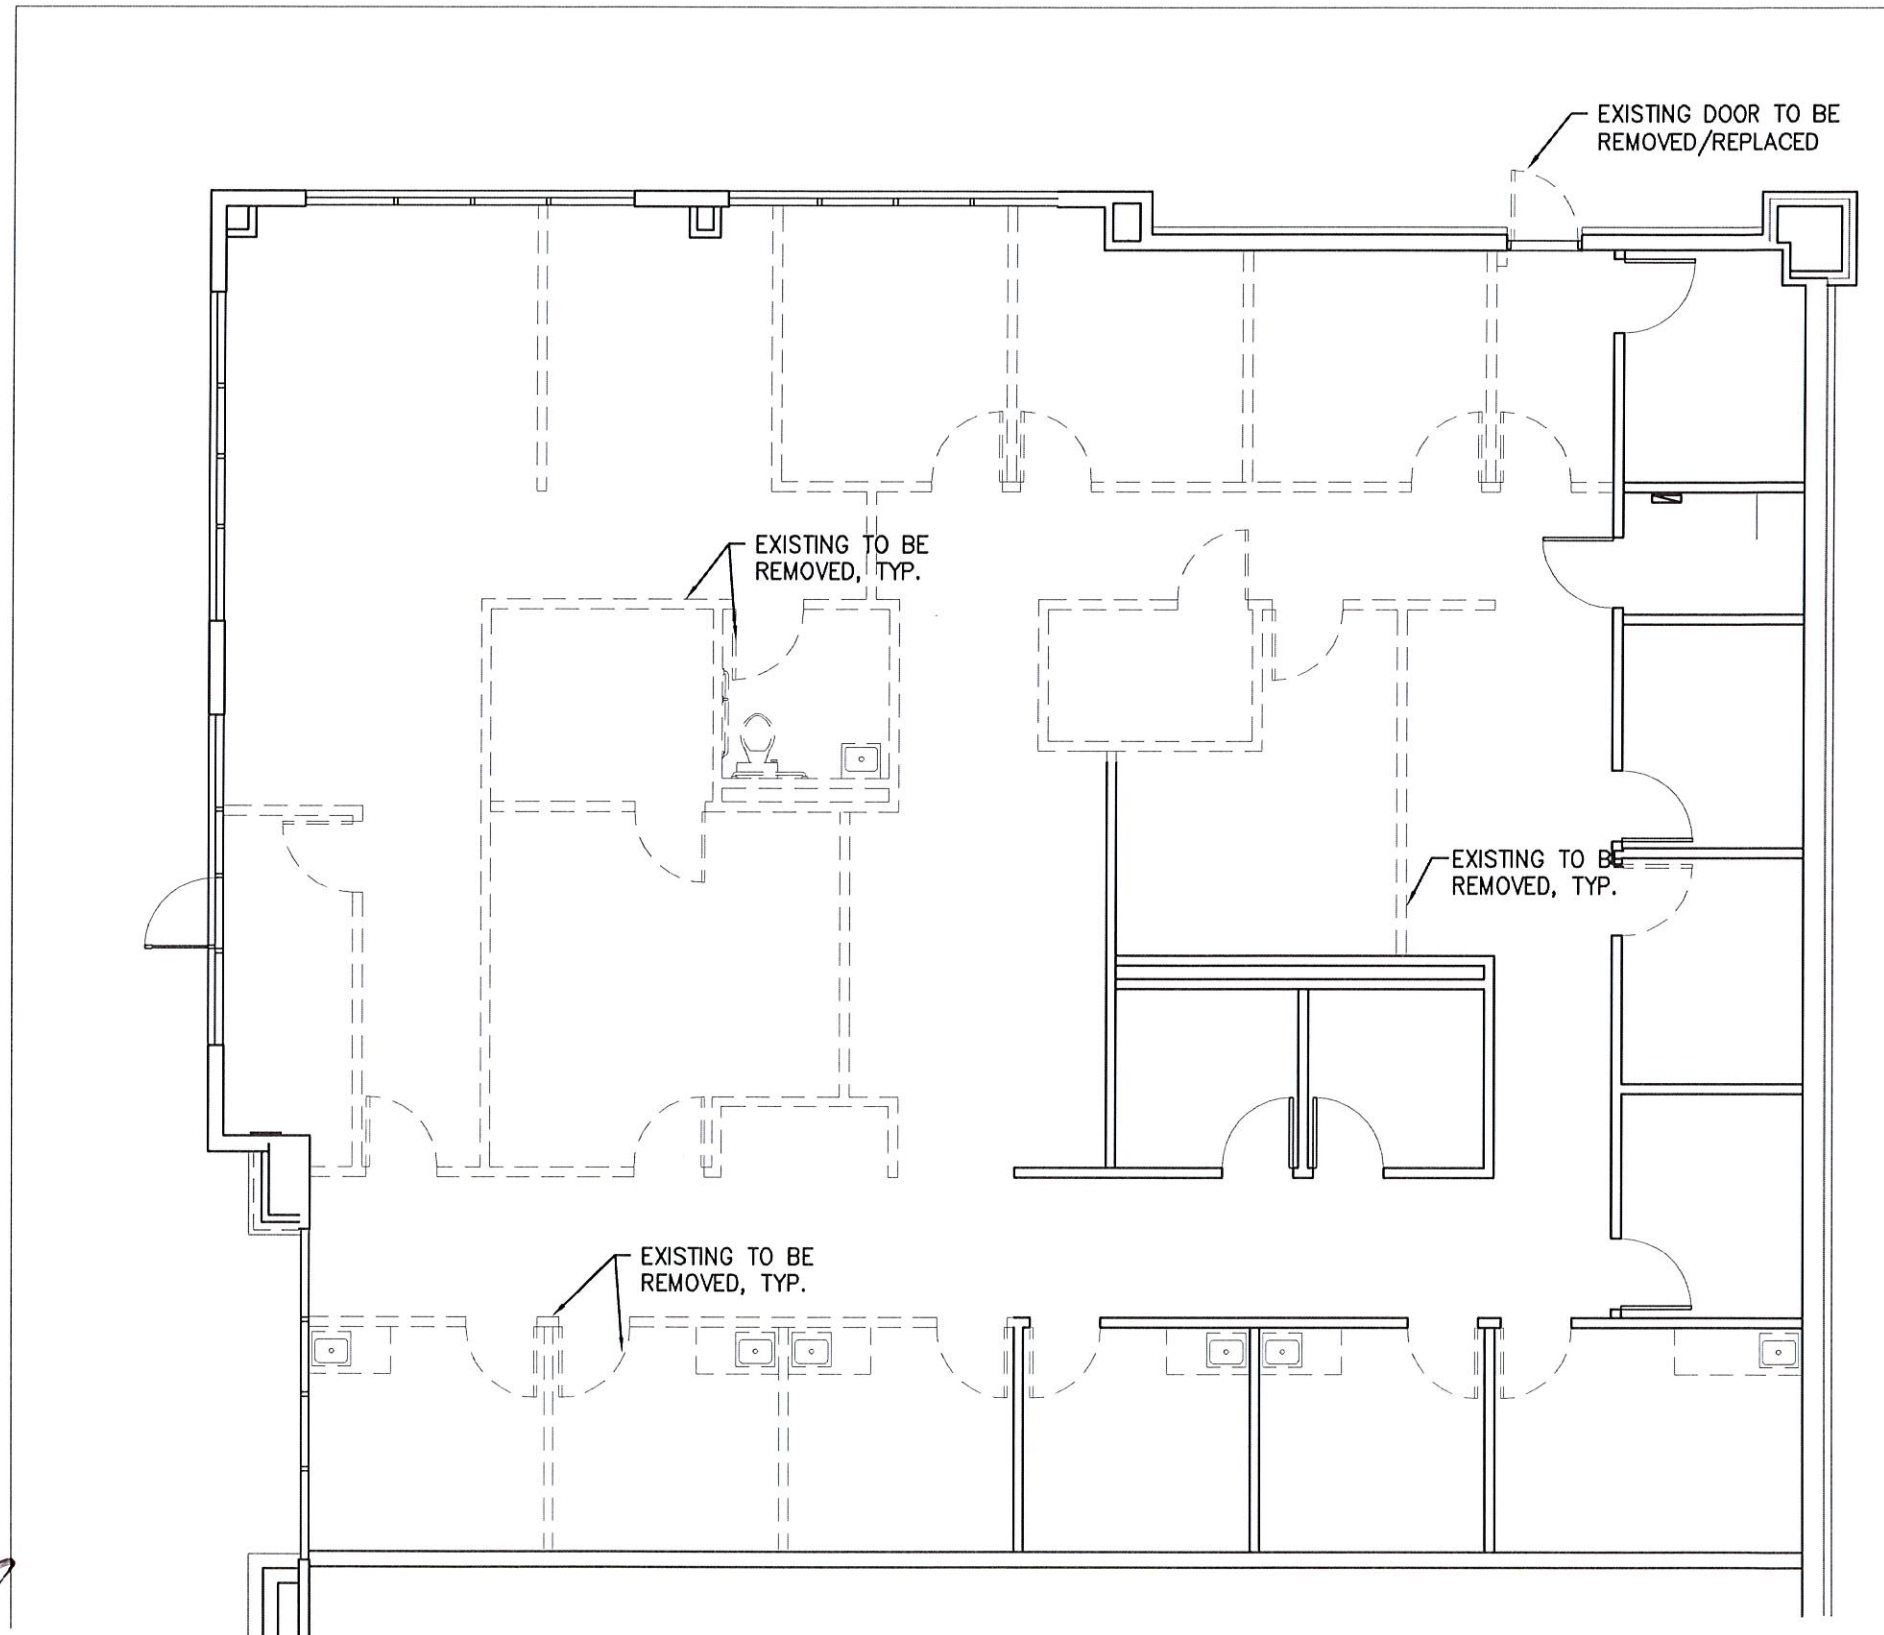 EXISTING DOOR TO BE
REMOVED/REPLACED
EXISTING TO BE
REMOVED, TYP.
EXISTING TO BE
REMOVED, TYP.
EXISTING TO BE
REMOVED, TYP.